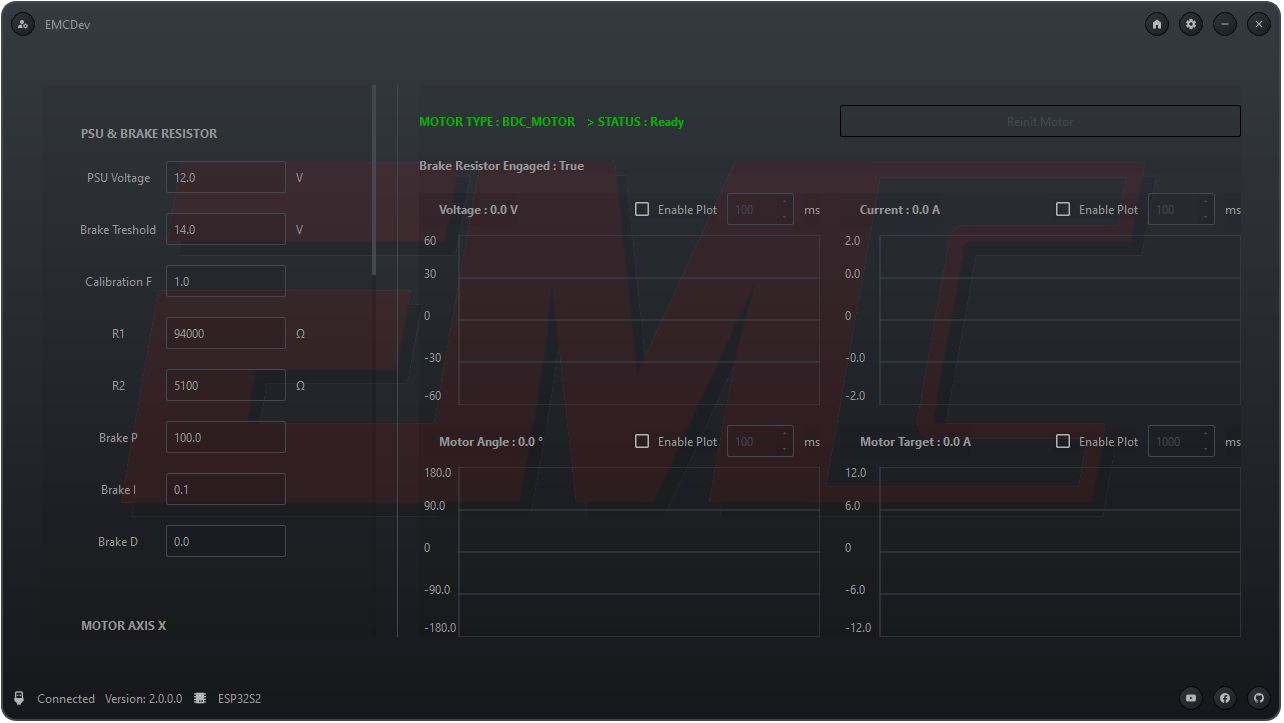 EMCDev
PSU & BRAKE RESISTOR
PSU Voltage 12.0 V
Brake Treshold 14.0 V
Calibration F 1.0
R1 94000 Ω
R2 5100 Ω
Brake P 100.0
Brake I 0.1
Brake D 0.0
MOTOR AXIS X
MOTOR TYPE : BDC_MOTOR > STATUS : Ready
Reinit Motor
Brake Resistor Engaged : True
Voltage : 0.0 V Enable Plot 100 ms
60
30
0
-30
-60
Current : 0.0 A Enable Plot 100 ms
2.0
0.0
0
-0.0
-2.0
Motor Angle : 0.0 ° Enable Plot 100 ms
180.0
90.0
0
-90.0
-180.0
Motor Target : 0.0 A Enable Plot 1000 ms
12.0
6.0
0
-6.0
-12.0
EMC
Connected Version: 2.0.0.0 ESP32S2